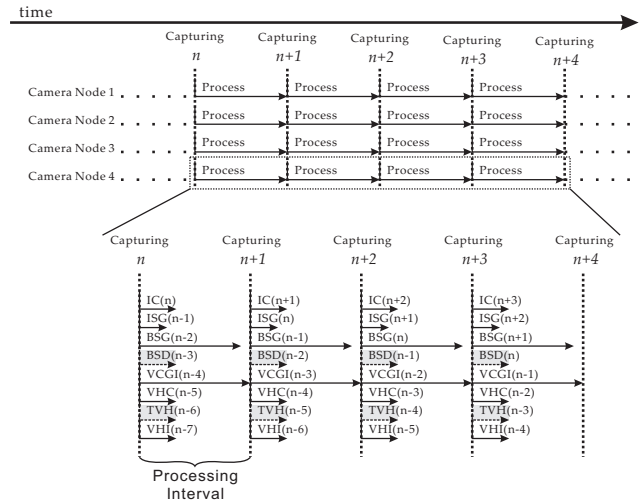 time
Capturing Capturing Capturing Capturing Capturing
n n+1 n+2 n+3 n+4
Camera Node 1 Process Process Process Process
Camera Node 2 Process Process Process Process
Camera Node 3 Process Process Process Process
Camera Node 4 Process Process Process Process
Capturing Capturing Capturing Capturing Capturing
n n+1 n+2 n+3 n+4
IC(n) IC(n+1) IC(n+2) IC(n+3)
ISG(n-1) ISG(n) ISG(n+1) ISG(n+2)
BSG(n-2) BSG(n-1) BSG(n) BSG(n+1)
BSD(n-3) BSD(n-2) BSD(n-1) BSD(n)
VCGI(n-4) VCGI(n-3) VCGI(n-2) VCGI(n-1)
VHC(n-5) VHC(n-4) VHC(n-3) VHC(n-2)
TVH(n-6) TVH(n-5) TVH(n-4) TVH(n-3)
VHI(n-7) VHI(n-6) VHI(n-5) VHI(n-4)
Processing
Interval